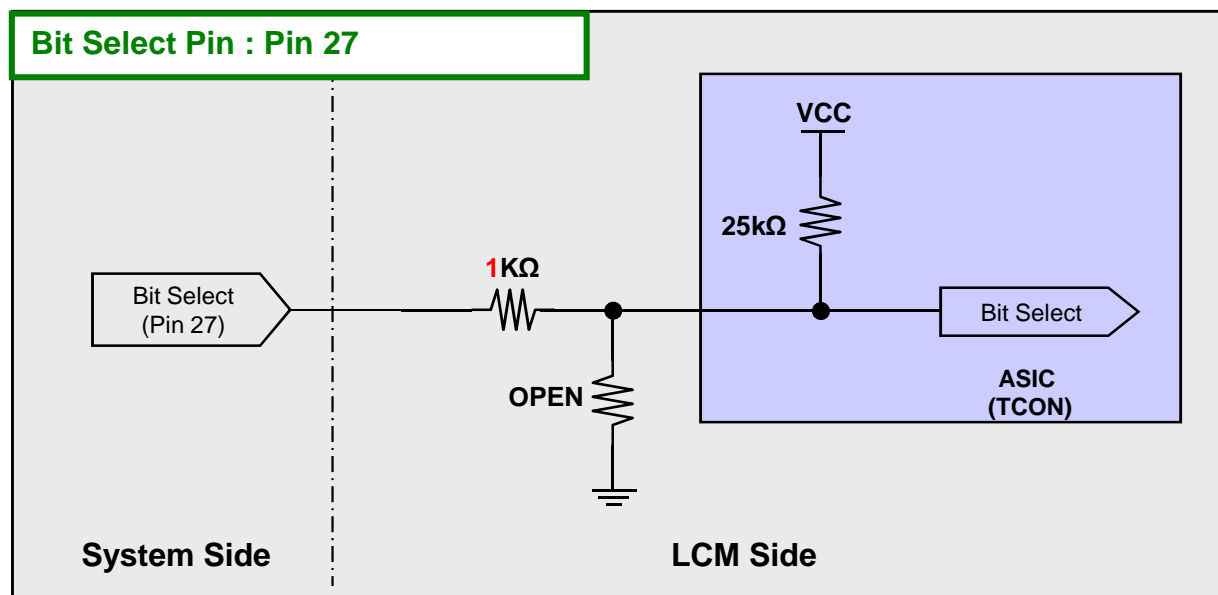 Bit Select Pin : Pin 27
VCC
25kΩ
1KΩ
Bit Select
(Pin 27)
Bit Select
OPEN
ASIC
(TCON)
System Side
LCM Side